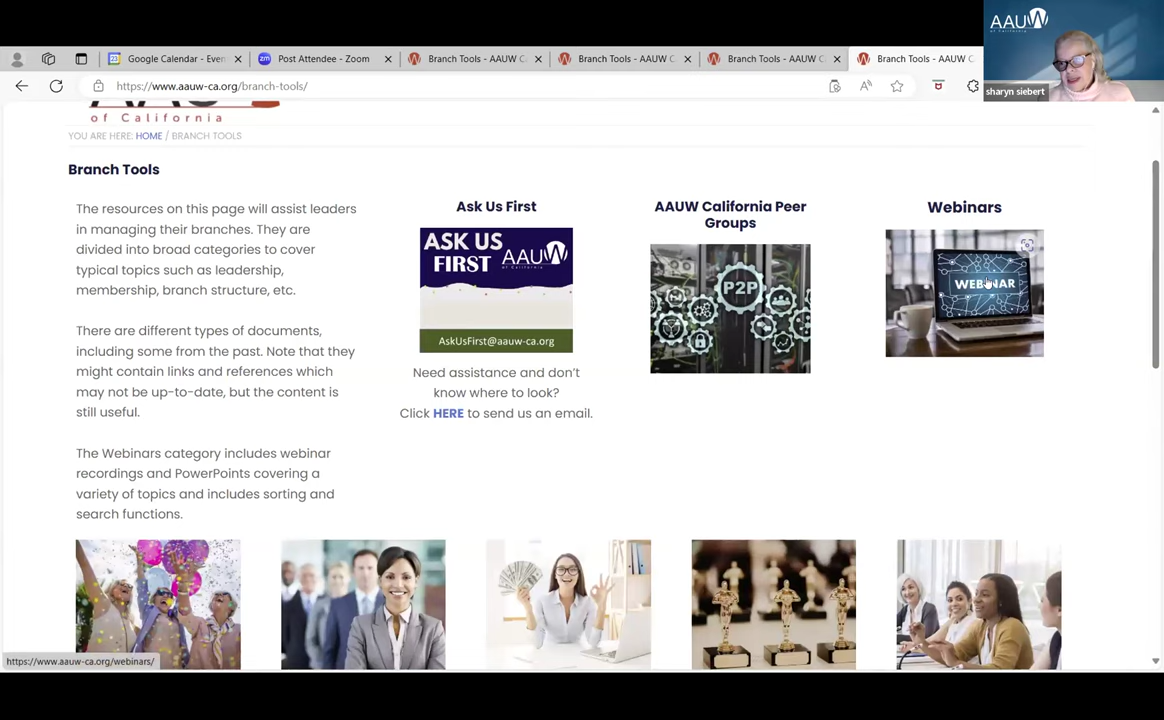 Google Calendar - Even
Post Attendee - Zoom
Branch Tools - AAUW C
Branch Tools - AAUW C
Branch Tools - AAUW C
Branch Tools - AAUW C
AAUW
of California
sharyn siebert
https://www.aauw-ca.org/branch-tools/
of California
YOU ARE HERE: HOME / BRANCH TOOLS
Branch Tools
The resources on this page will assist leaders
in managing their branches. They are
divided into broad categories to cover
typical topics such as leadership,
membership, branch structure, etc.
There are different types of documents,
including some from the past. Note that they
might contain links and references which
may not be up-to-date, but the content is
still useful.
The Webinars category includes webinar
recordings and PowerPoints covering a
variety of topics and includes sorting and
search functions.
Ask Us First
ASK US
FIRST
AAUW
of California
AskUsFirst@aauw-ca.org
Need assistance and don't
know where to look?
Click HERE to send us an email.
AAUW California Peer
Groups
P2P
Webinars
WEBINAR
https://www.aauw-ca.org/webinars/